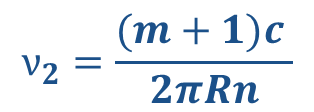 ν₂ = (m + 1)c / 2πRn